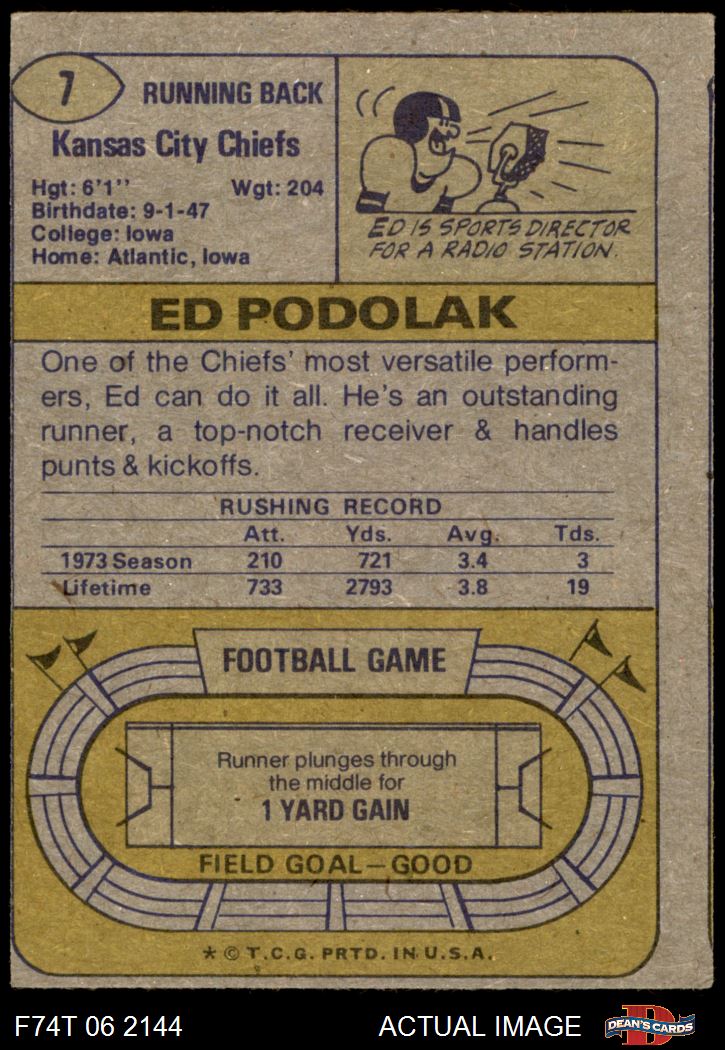 7
RUNNING BACK
Kansas City Chiefs
Hgt: 6'1'' Wgt: 204
Birthdate: 9-1-47
College: Iowa
Home: Atlantic, Iowa
ED IS SPORTS DIRECTOR
FOR A RADIO STATION.
ED PODOLAK
One of the Chiefs' most versatile perform-
ers, Ed can do it all. He's an outstanding
runner, a top-notch receiver & handles
punts & kickoffs.
RUSHING RECORD
Att. Yds. Avg. Tds.
1973 Season 210 721 3.4 3
Lifetime 733 2793 3.8 19
FOOTBALL GAME
Runner plunges through
the middle for
1 YARD GAIN
FIELD GOAL—GOOD
* © T.C.G. PRTD. IN U.S.A.
F74T 06 2144 ACTUAL IMAGE
D
DEAN'S CARDS